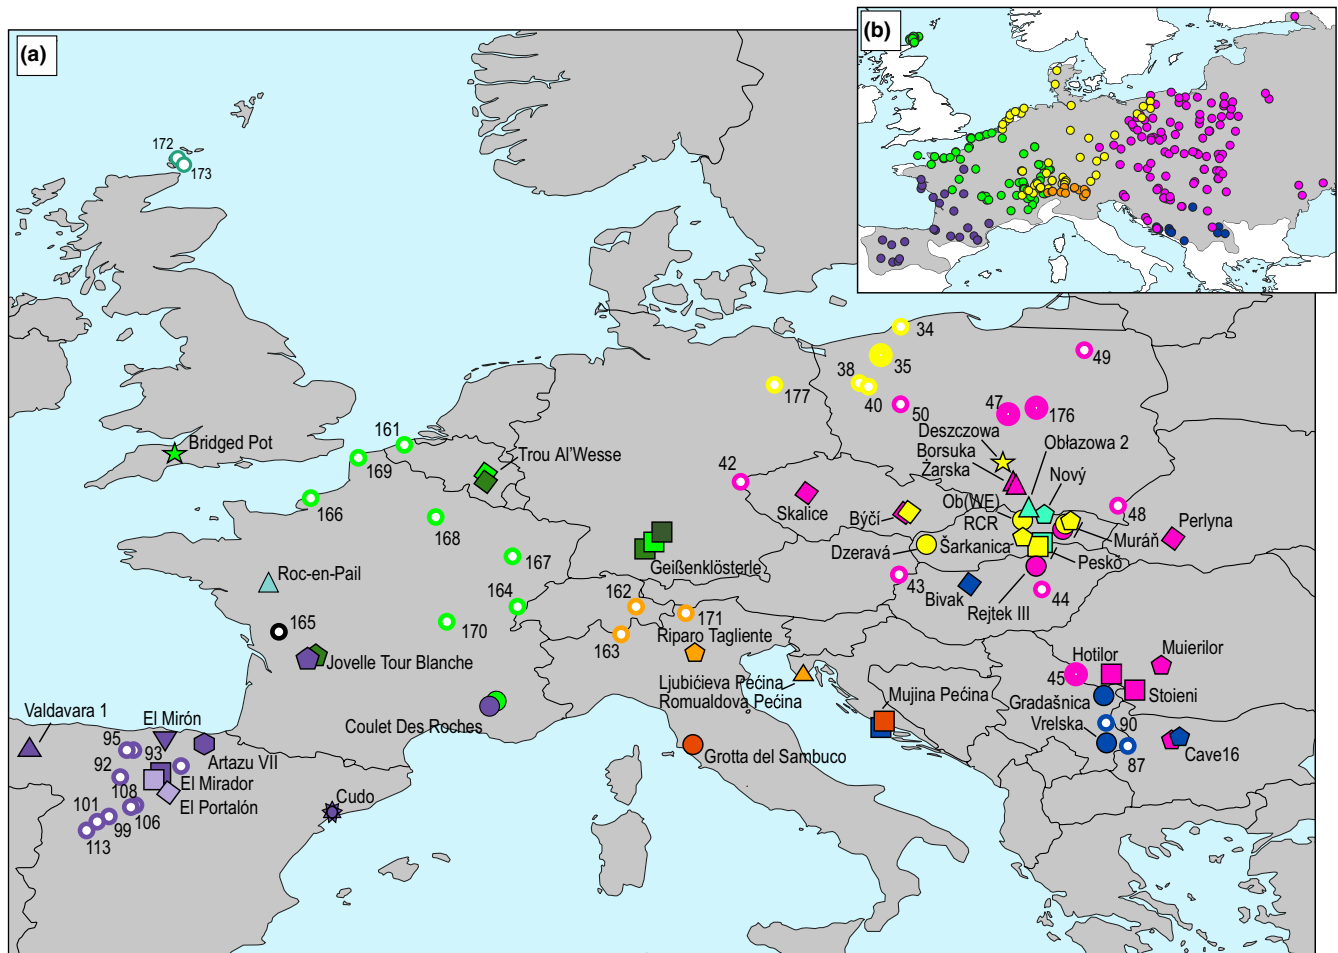 (a)
(b)
172
173
34
35
38
40
49
177
50
47
176
161
Bridged Pot
169
Trou Al'Wesse
Deszczowa
Borsuka
Żarska
Obłazowa 2
Nový
42
166
168
Skalice
Býčí
Ob(WE)
RCR
48
Perlyna
Muráň
Dzeravá
Šarkanica
Pesko
167
Geißenklösterle
Roc-en-Pail
164
162
171
43
Bivak
Rejtek III
44
165
170
163
Riparo Tagliente
Jovelle Tour Blanche
Ljubićieva Pećina
Romualdova Pećina
Hotilor
Muierilor
45
Stoieni
Mujina Pećina
Gradašnica
Vrelska
90
87
Cave16
Coulet Des Roches
Grotta del Sambuco
Valdavara 1
El Mirón
95
93
Artazu VII
92
108
El Mirador
El Portalón
101
106
99
113
Cudo